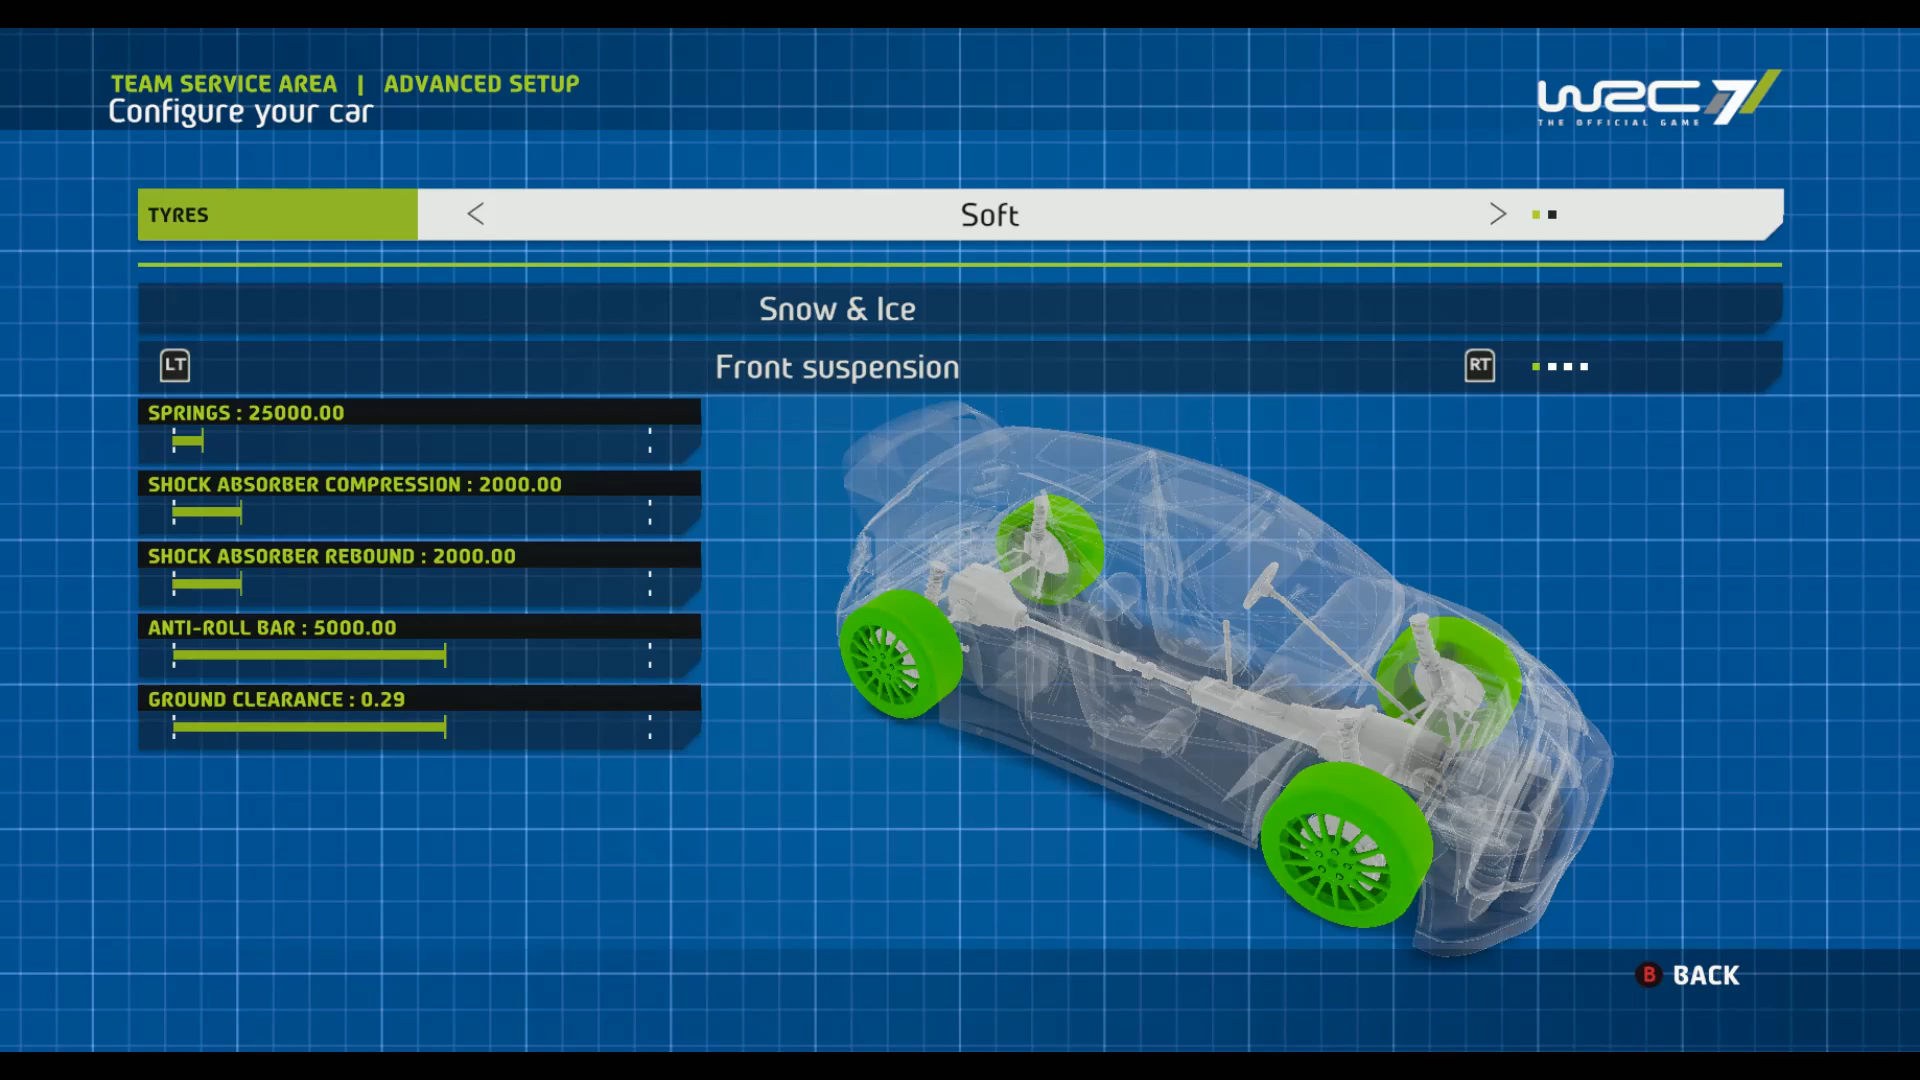 TEAM SERVICE AREA | ADVANCED SETUP
Configure your car
WRC 7
THE OFFICIAL GAME
TYRES
Soft
Snow & Ice
LT
Front suspension
RT
SPRINGS : 25000.00
SHOCK ABSORBER COMPRESSION : 2000.00
SHOCK ABSORBER REBOUND : 2000.00
ANTI-ROLL BAR : 5000.00
GROUND CLEARANCE : 0.29
B BACK